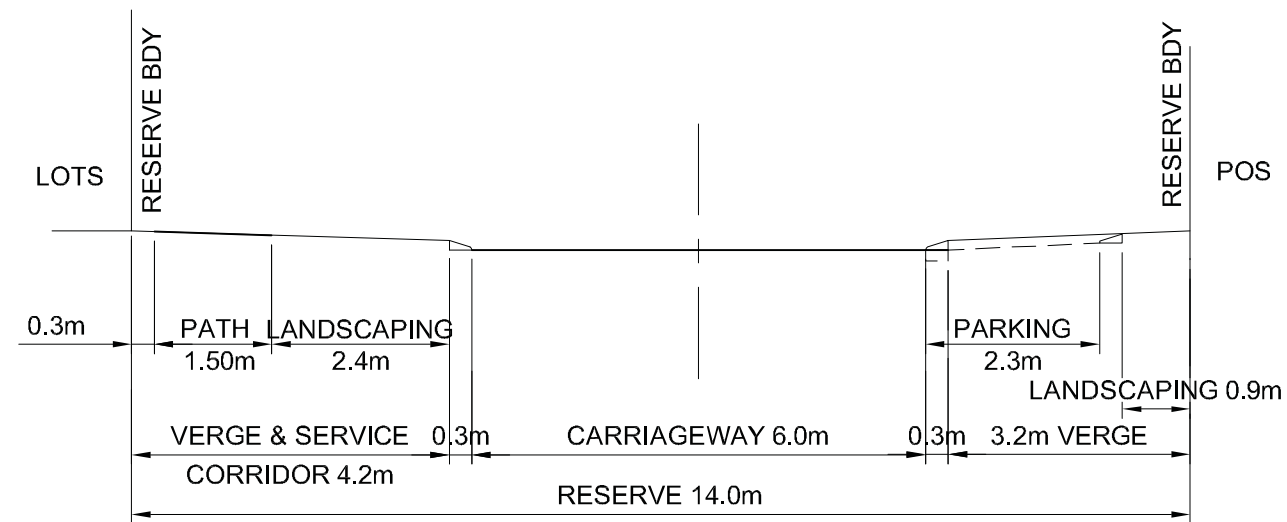 RESERVE BDY
RESERVE BDY
LOTS
POS
0.3m
PATH
1.50m
LANDSCAPING
2.4m
PARKING
2.3m
LANDSCAPING 0.9m
VERGE & SERVICE
CORRIDOR 4.2m
0.3m
CARRIAGEWAY 6.0m
0.3m
3.2m VERGE
RESERVE 14.0m